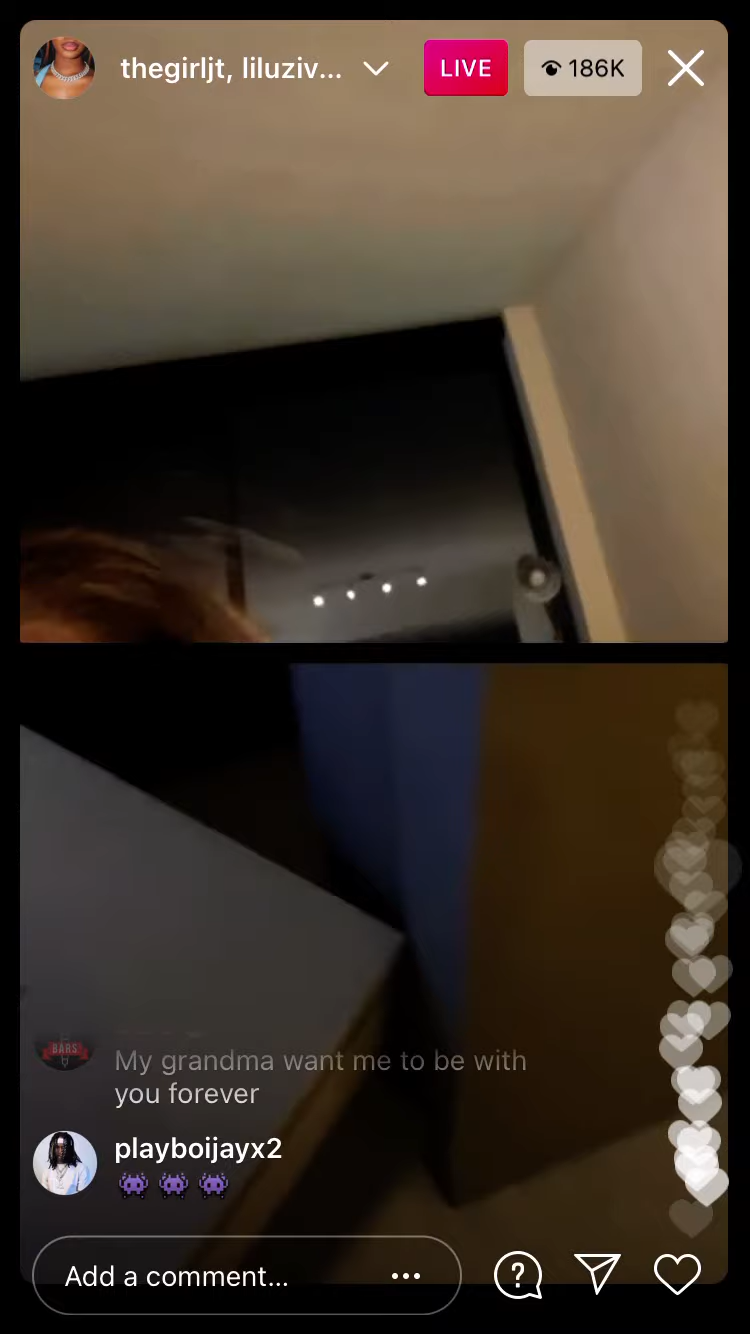 thegirljt, liluziv...
LIVE
186K
BARS
My grandma want me to be with
you forever
playboijayx2
Add a comment...